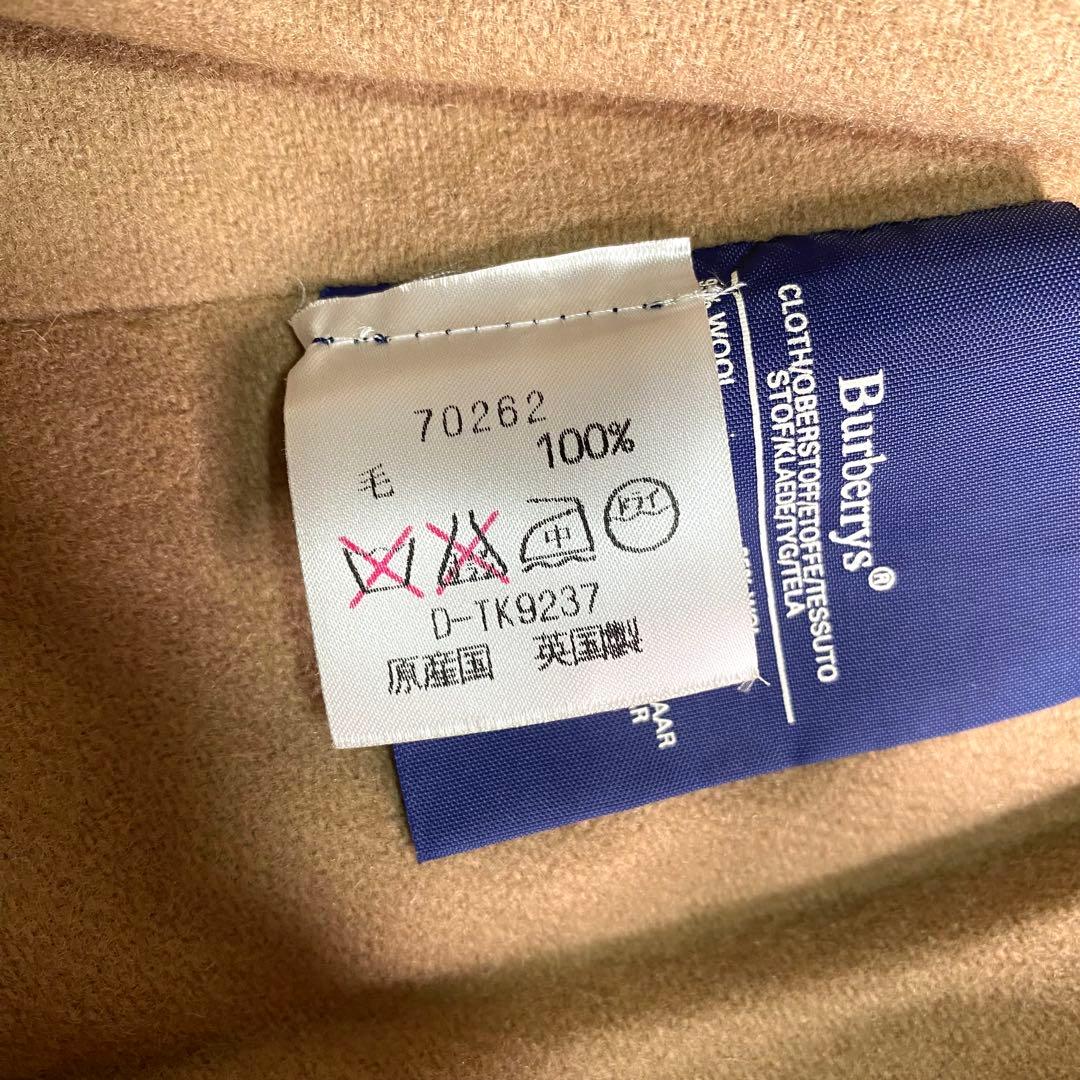 70262
毛 100%
中 ドライ
D-TK9237
原産国 英国製
Burberrys®
CLOTH/OBERSTOFF/ETOFFE/TESSUTO
STOF/KLAEDE/TYG/TELA
% WOOL